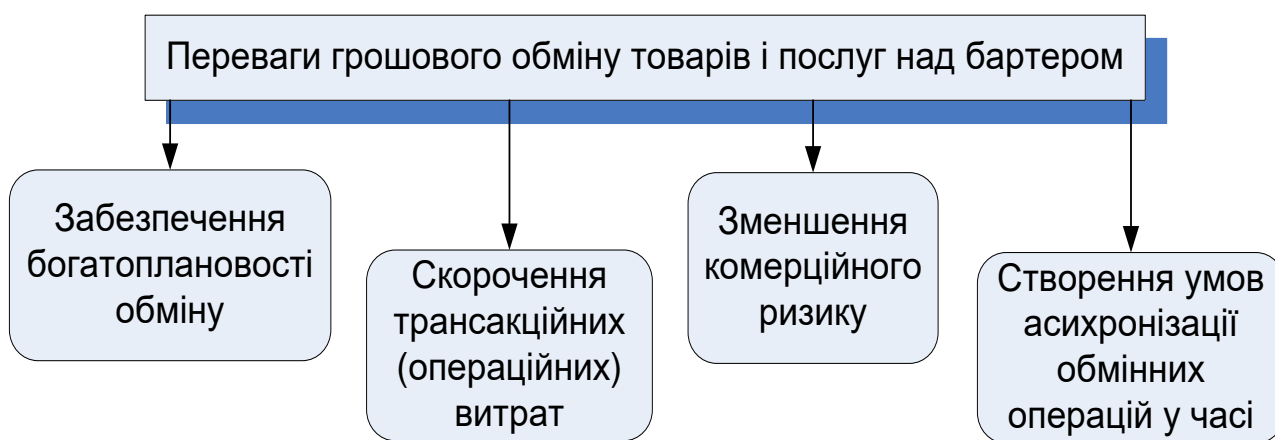 Переваги грошового обміну товарів і послуг над бартером
Забезпечення
богатоплановості
обміну
Скорочення
трансакційних
(операційних)
витрат
Зменшення
комерційного
ризику
Створення умов
асихронізації
обмінних
операцій у часі